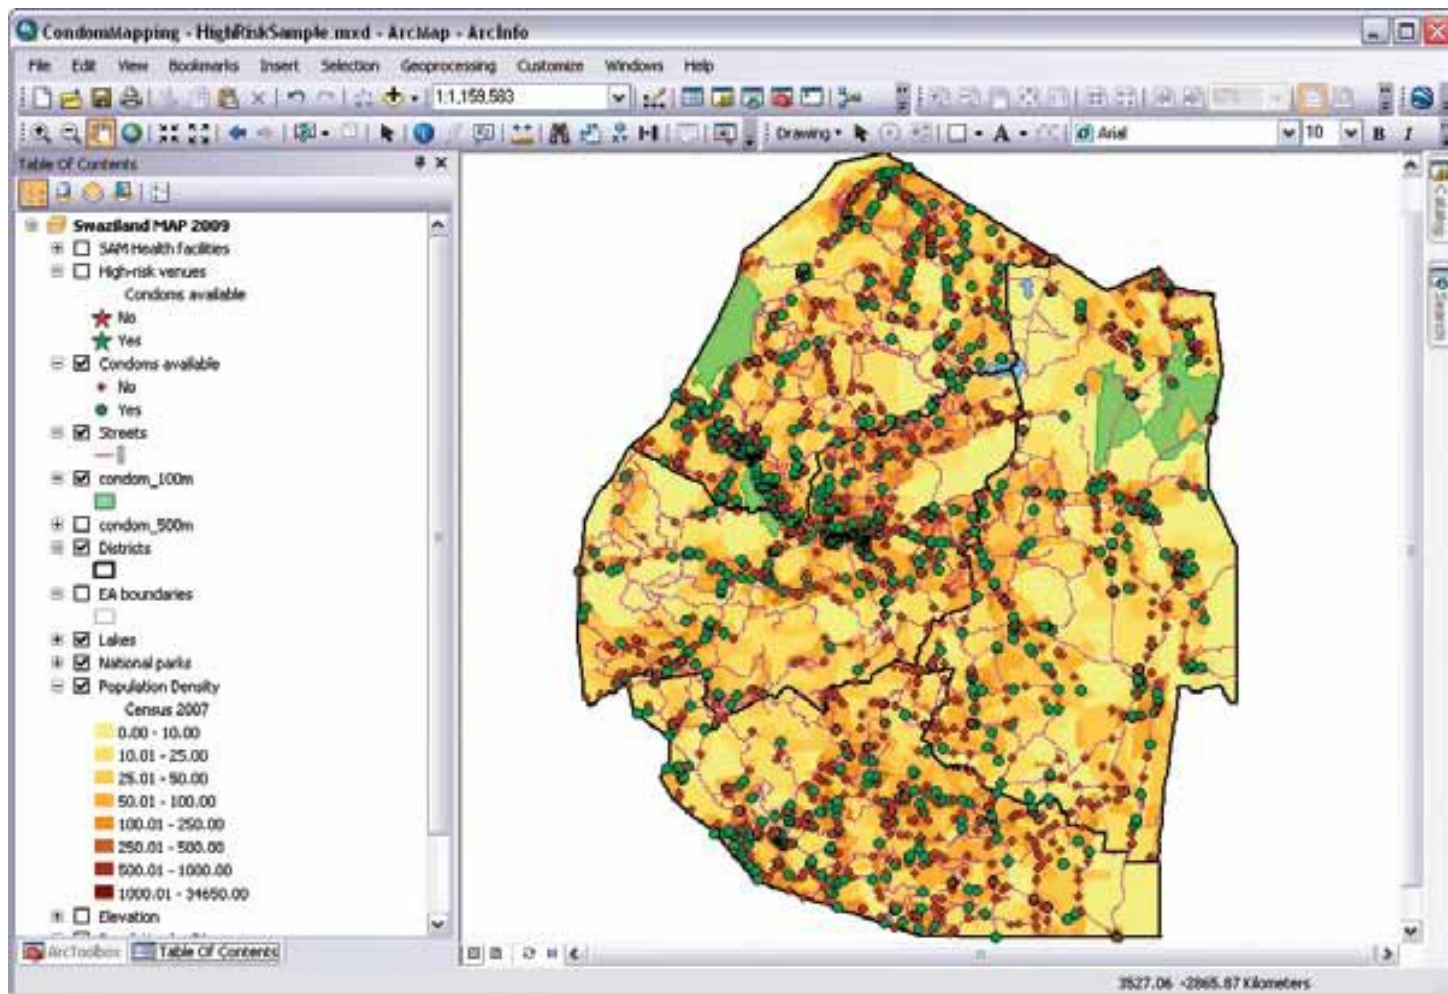 CondomMapping - HighRiskSample.mxd - ArcMap - ArcInfo
File Edit View Bookmarks Insert Selection Geoprocessing Customize Windows Help
1:1,159,583
Drawing Arial 10 B I
Table Of Contents
Swaziland MAP 2009
SAM Health facilities
High-risk venues
Condoms available
No
Yes
Condoms available
No
Yes
Streets
condom_100m
condom_500m
Districts
EA boundaries
Lakes
National parks
Population Density
Census 2007
0.00 - 10.00
10.01 - 25.00
25.01 - 50.00
50.01 - 100.00
100.01 - 250.00
250.01 - 500.00
500.01 - 1000.00
1000.01 - 34650.00
Elevation
ArcToolbox Table Of Contents
Catalog
Search
3527.06 -2865.87 Kilometers